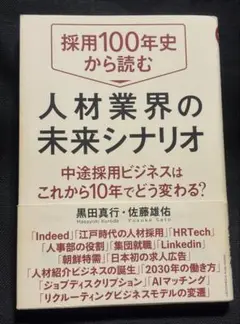 採用100年史
から読む
人材業界の
未来シナリオ
中途採用ビジネスは
これから10年でどう変わる?
黒田真行・佐藤雄佑
Masayuki Kuroda Yusuke Sato
「Indeed」「江戸時代の人材採用」「HRTech」
「人事部の役割」「集団就職」「Linkedin」
「朝鮮特需」「日本初の求人広告」
「人材紹介ビジネスの誕生」「2030年の働き方」
「ジョブディスクリプション」「AIマッチング」
「リクルーティングビジネスモデルの変遷」